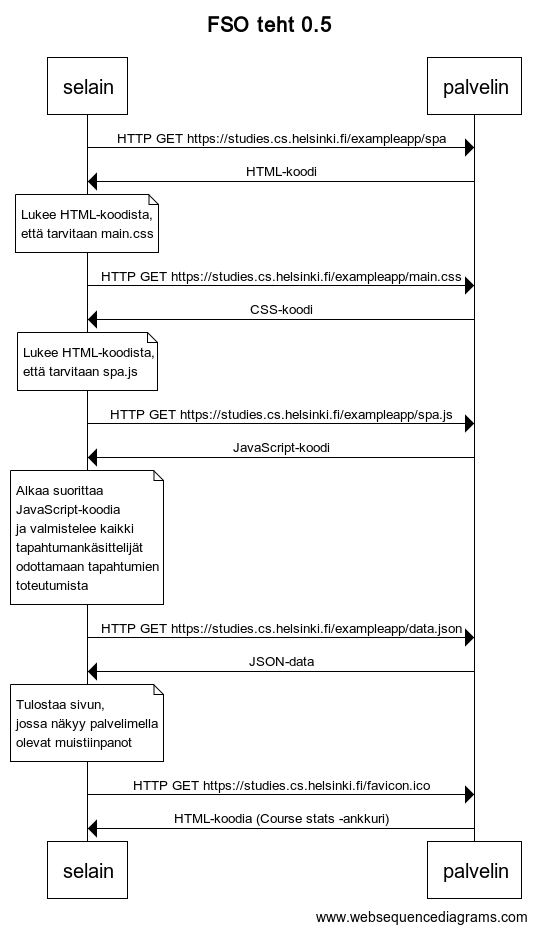 FSO teht 0.5
selain
palvelin
HTTP GET https://studies.cs.helsinki.fi/exampleapp/spa
HTML-koodi
Lukee HTML-koodista,
että tarvitaan main.css
HTTP GET https://studies.cs.helsinki.fi/exampleapp/main.css
CSS-koodi
Lukee HTML-koodista,
että tarvitaan spa.js
HTTP GET https://studies.cs.helsinki.fi/exampleapp/spa.js
JavaScript-koodi
Alkaa suorittaa
JavaScript-koodia
ja valmistelee kaikki
tapahtumankäsittelijät
odottamaan tapahtumien
toteutumista
HTTP GET https://studies.cs.helsinki.fi/exampleapp/data.json
JSON-data
Tulostaa sivun,
jossa näkyy palvelimella
olevat muistiinpanot
HTTP GET https://studies.cs.helsinki.fi/favicon.ico
HTML-koodia (Course stats -ankkuri)
selain
palvelin
www.websequencediagrams.com